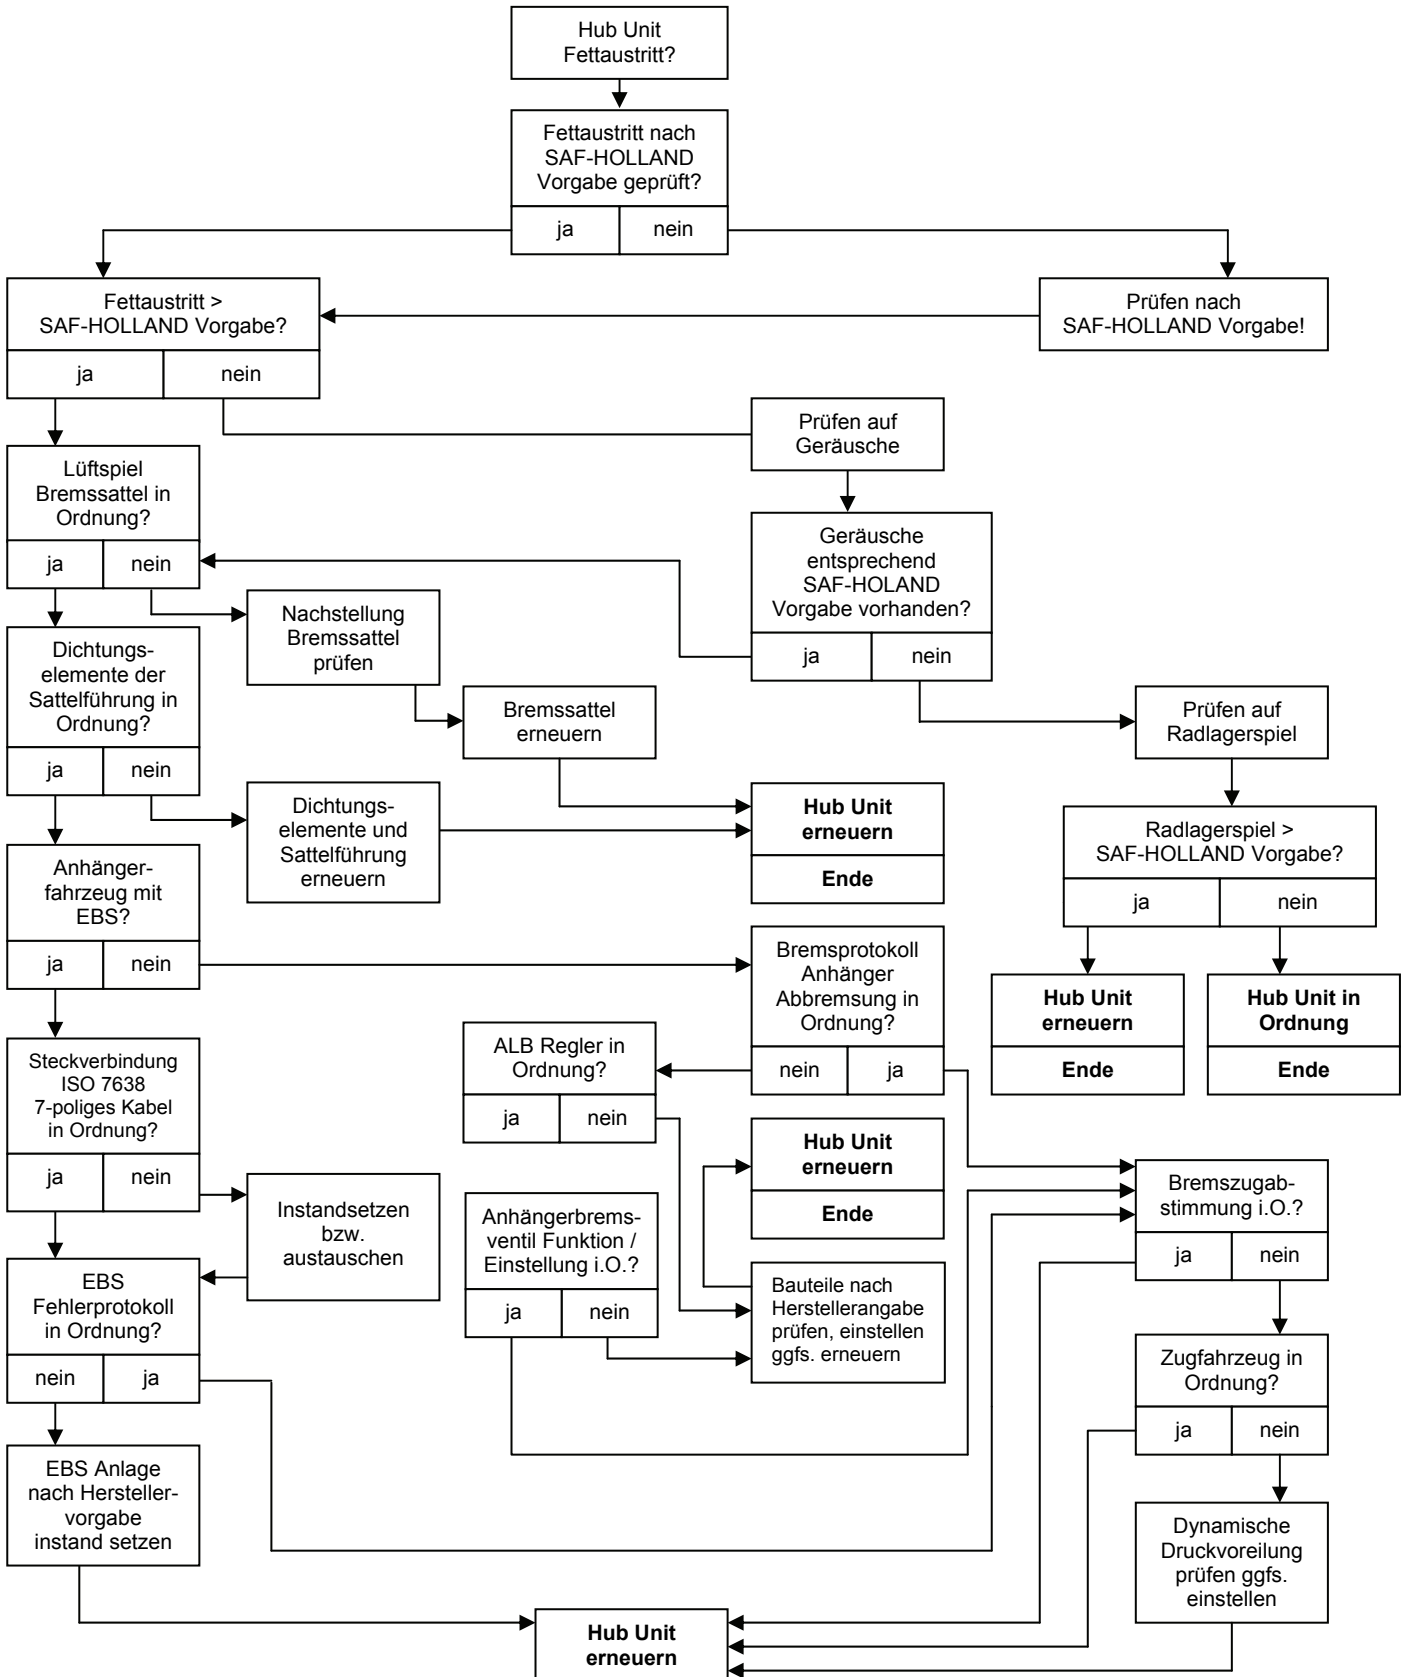 Hub Unit
Fettaustritt?
Fettaustritt nach
SAF-HOLLAND
Vorgabe geprüft?
ja
nein
Fettaustritt >
SAF-HOLLAND Vorgabe?
ja
nein
Prüfen nach
SAF-HOLLAND Vorgabe!
Prüfen auf
Geräusche
Lüftspiel
Bremssattel in
Ordnung?
ja
nein
Geräusche
entsprechend
SAF-HOLAND
Vorgabe vorhanden?
ja
nein
Nachstellung
Bremssattel
prüfen
Dichtungs-
elemente der
Sattelführung in
Ordnung?
ja
nein
Bremssattel
erneuern
Prüfen auf
Radlagerspiel
Dichtungs-
elemente und
Sattelführung
erneuern
Hub Unit
erneuern
Ende
Radlagerspiel >
SAF-HOLLAND Vorgabe?
ja
nein
Anhänger-
fahrzeug mit
EBS?
ja
nein
Bremsprotokoll
Anhänger
Abbremsung in
Ordnung?
nein
ja
Hub Unit
erneuern
Ende
Hub Unit in
Ordnung
Ende
Steckverbindung
ISO 7638
7-poliges Kabel
in Ordnung?
ja
nein
ALB Regler in
Ordnung?
ja
nein
Hub Unit
erneuern
Ende
Instandsetzen
bzw.
austauschen
Anhängerbrems-
ventil Funktion /
Einstellung i.O.?
ja
nein
Bremszugab-
stimmung i.O.?
ja
nein
EBS
Fehlerprotokoll
in Ordnung?
nein
ja
Bauteile nach
Herstellerangabe
prüfen, einstellen
ggfs. erneuern
Zugfahrzeug in
Ordnung?
ja
nein
EBS Anlage
nach Hersteller-
vorgabe
instand setzen
Dynamische
Druckvoreilung
prüfen ggfs.
einstellen
Hub Unit
erneuern